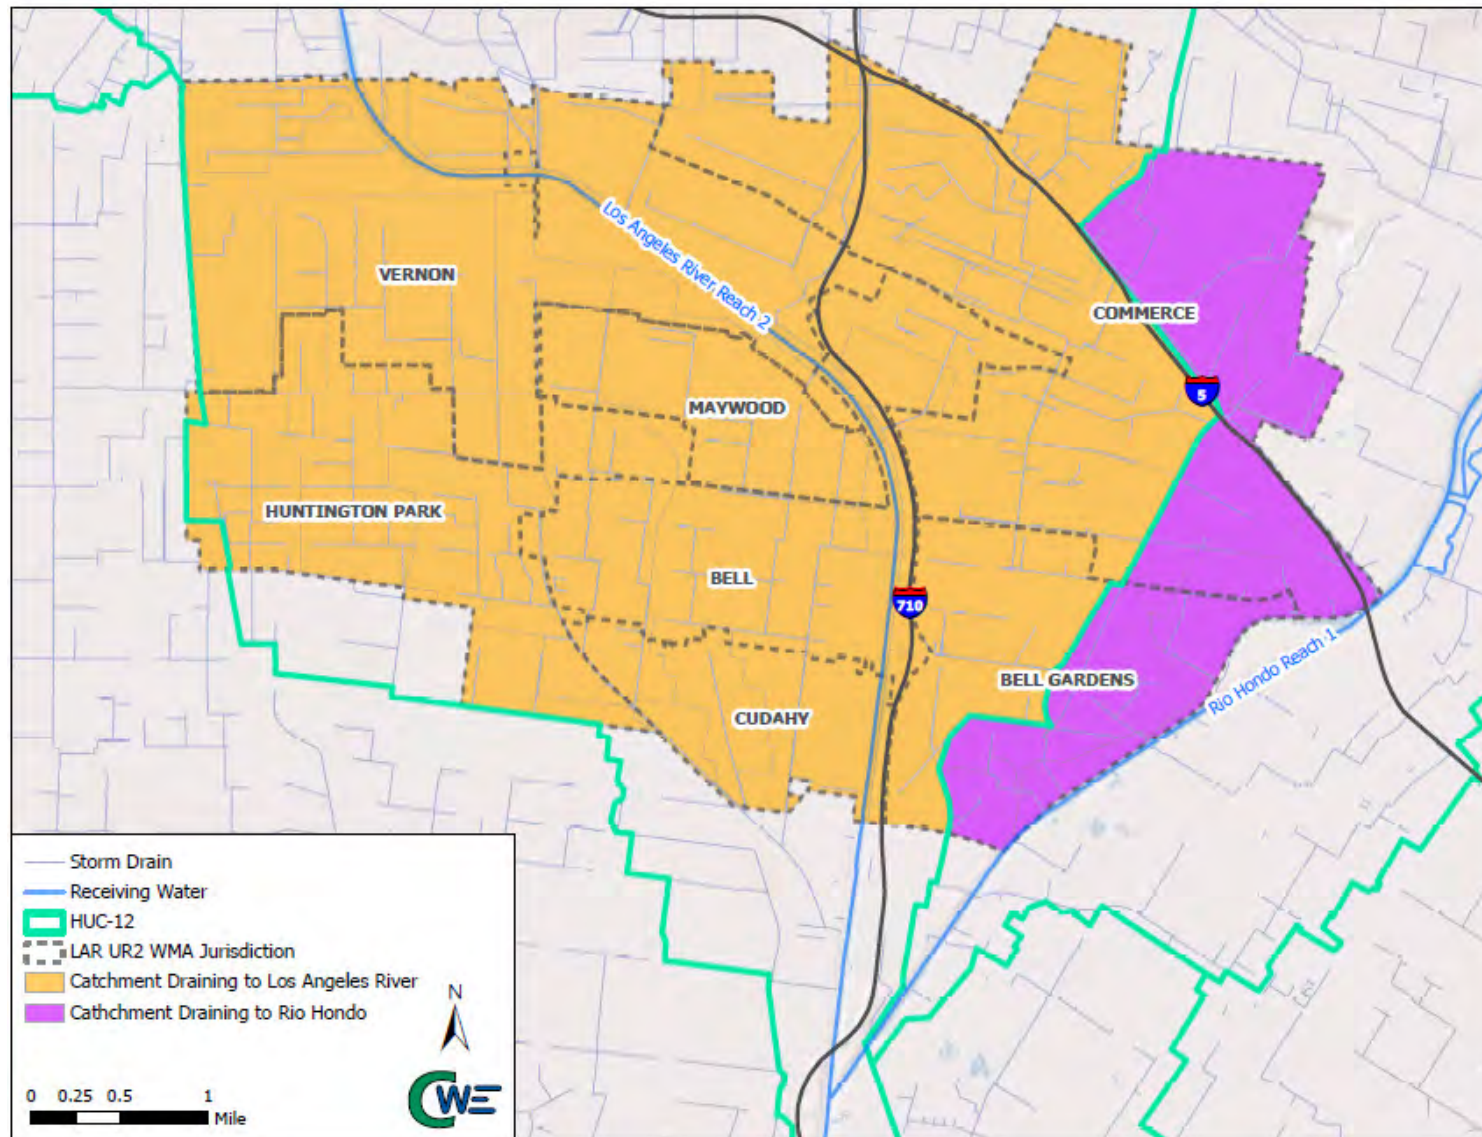 Los Angeles River Reach 2
VERNON
COMMERCE
5
MAYWOOD
HUNTINGTON PARK
BELL
710
BELL GARDENS
Rio Hondo Reach 1
CUDAHY
Storm Drain
Receiving Water
HUC-12
LAR UR2 WMA Jurisdiction
Catchment Draining to Los Angeles River
Cathchment Draining to Rio Hondo
N
0 0.25 0.5 1
Mile
CWE